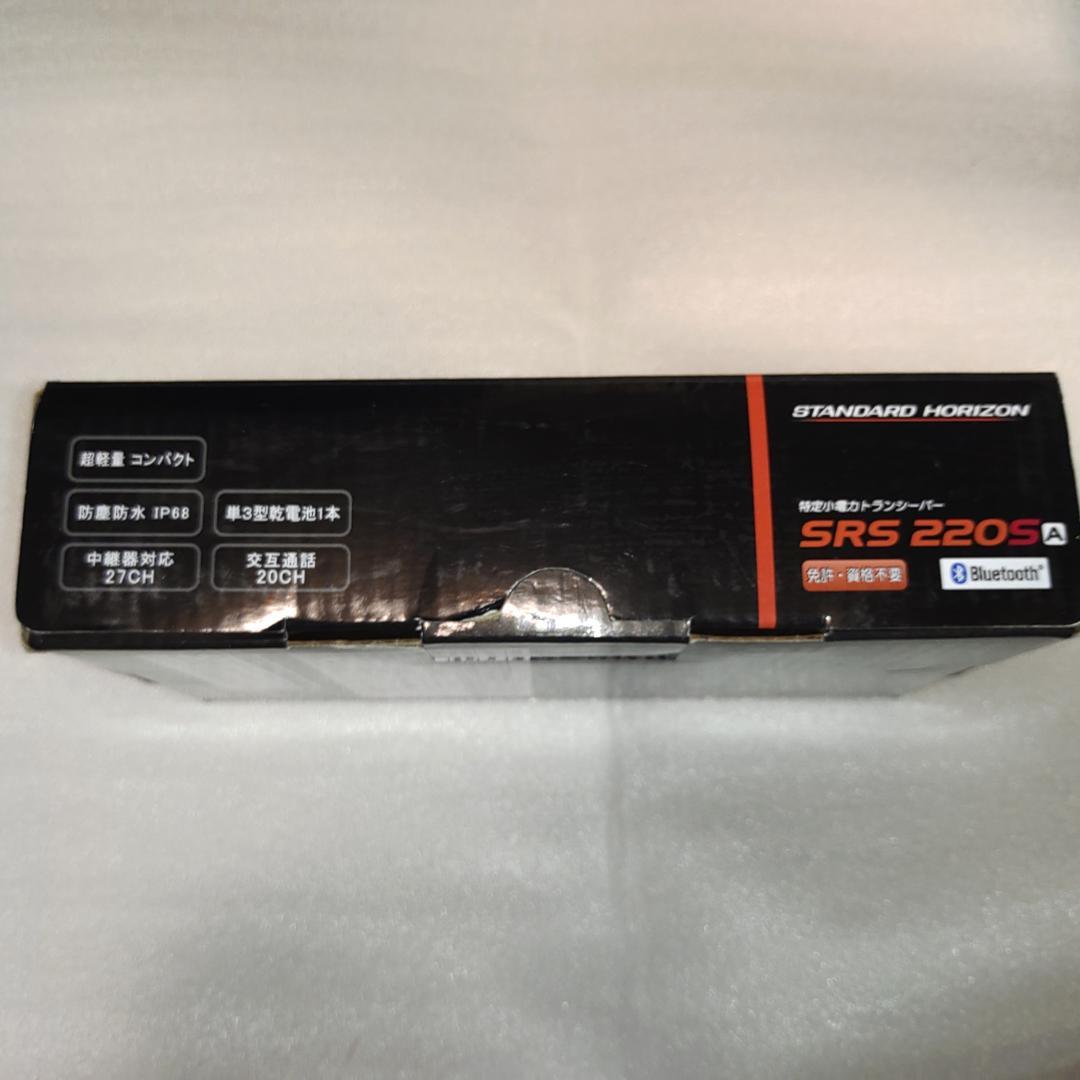 超軽量 コンパクト
防塵防水 IP68
単3型乾電池1本
中継器対応
27CH
交互通話
20CH
STANDARD HORIZON
特定小電力トランシーバー
SRS 220S A
免許・資格不要
Bluetooth®